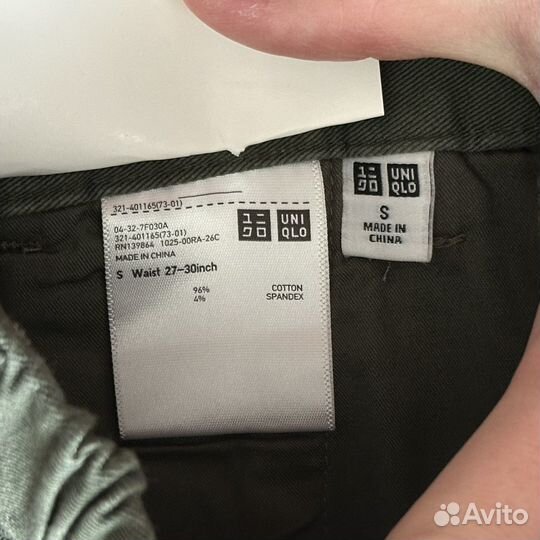 321-401165(73-01)
04-32-7F030A
321-401165(73-01)
RN139864 1025-00RA-26C
MADE IN CHINA
S Waist 27-30inch
96% COTTON
4% SPANDEX
ユニ UNI
クロ QLO
ユニ UNI
クロ QLO
S
MADE IN
CHINA
Avito